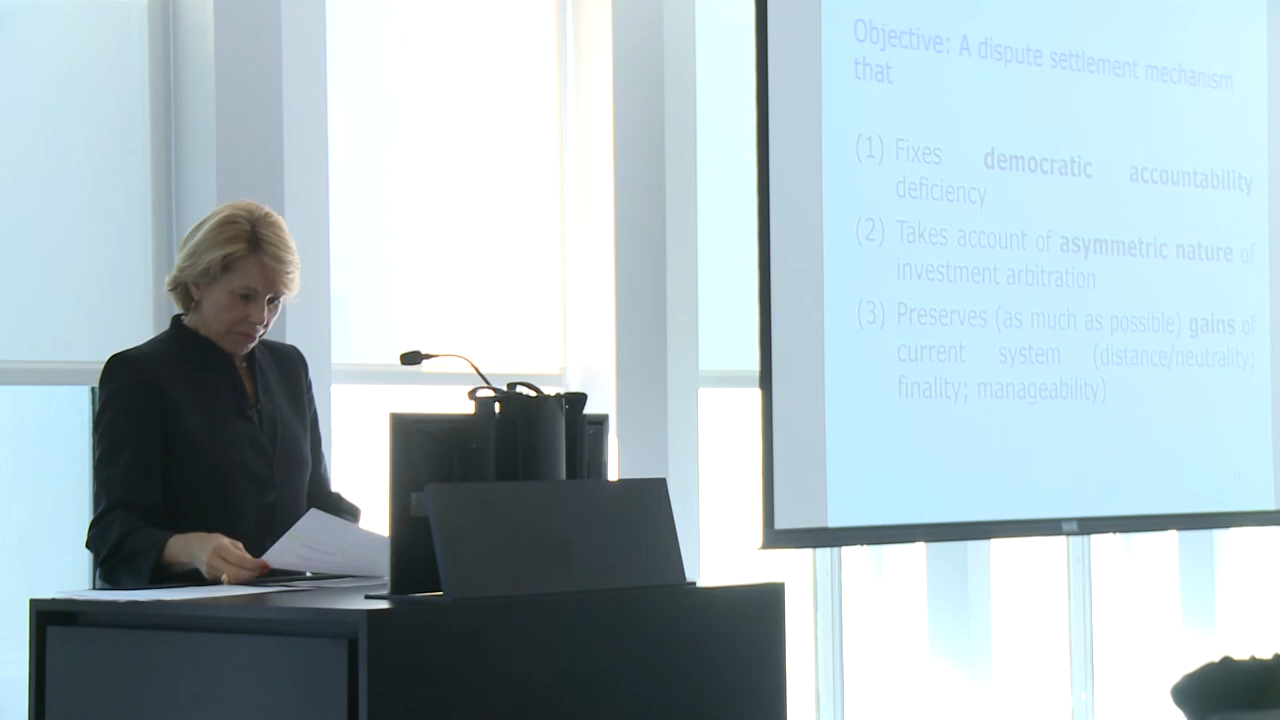 Objective: A dispute settlement mechanism
that
(1) Fixes democratic accountability
deficiency
(2) Takes account of asymmetric nature of
investment arbitration
(3) Preserves (as much as possible) gains of
current system (distance/neutrality;
finality; manageability)